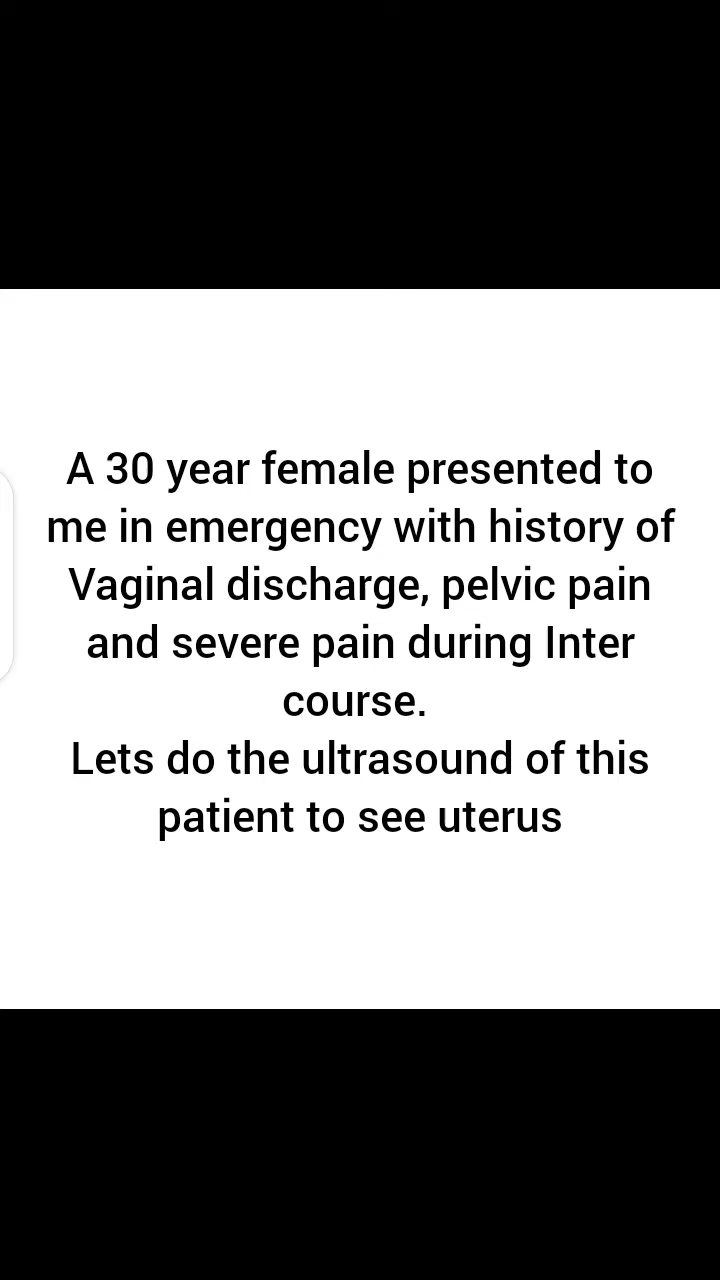 A 30 year female presented to
me in emergency with history of
Vaginal discharge, pelvic pain
and severe pain during Inter
course.
Lets do the ultrasound of this
patient to see uterus